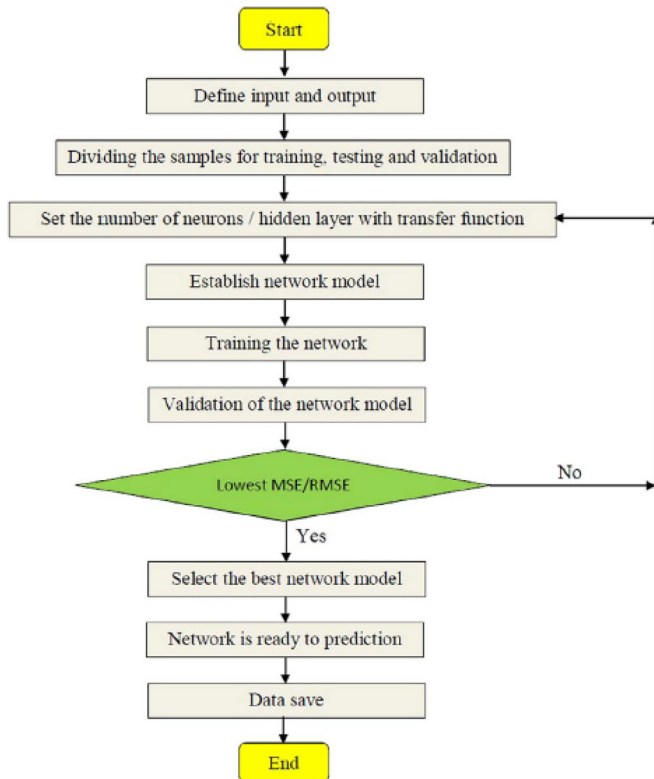 Start
Define input and output
Dividing the samples for training, testing and validation
Set the number of neurons / hidden layer with transfer function
Establish network model
Training the network
Validation of the network model
Lowest MSE/RMSE
No
Yes
Select the best network model
Network is ready to prediction
Data save
End